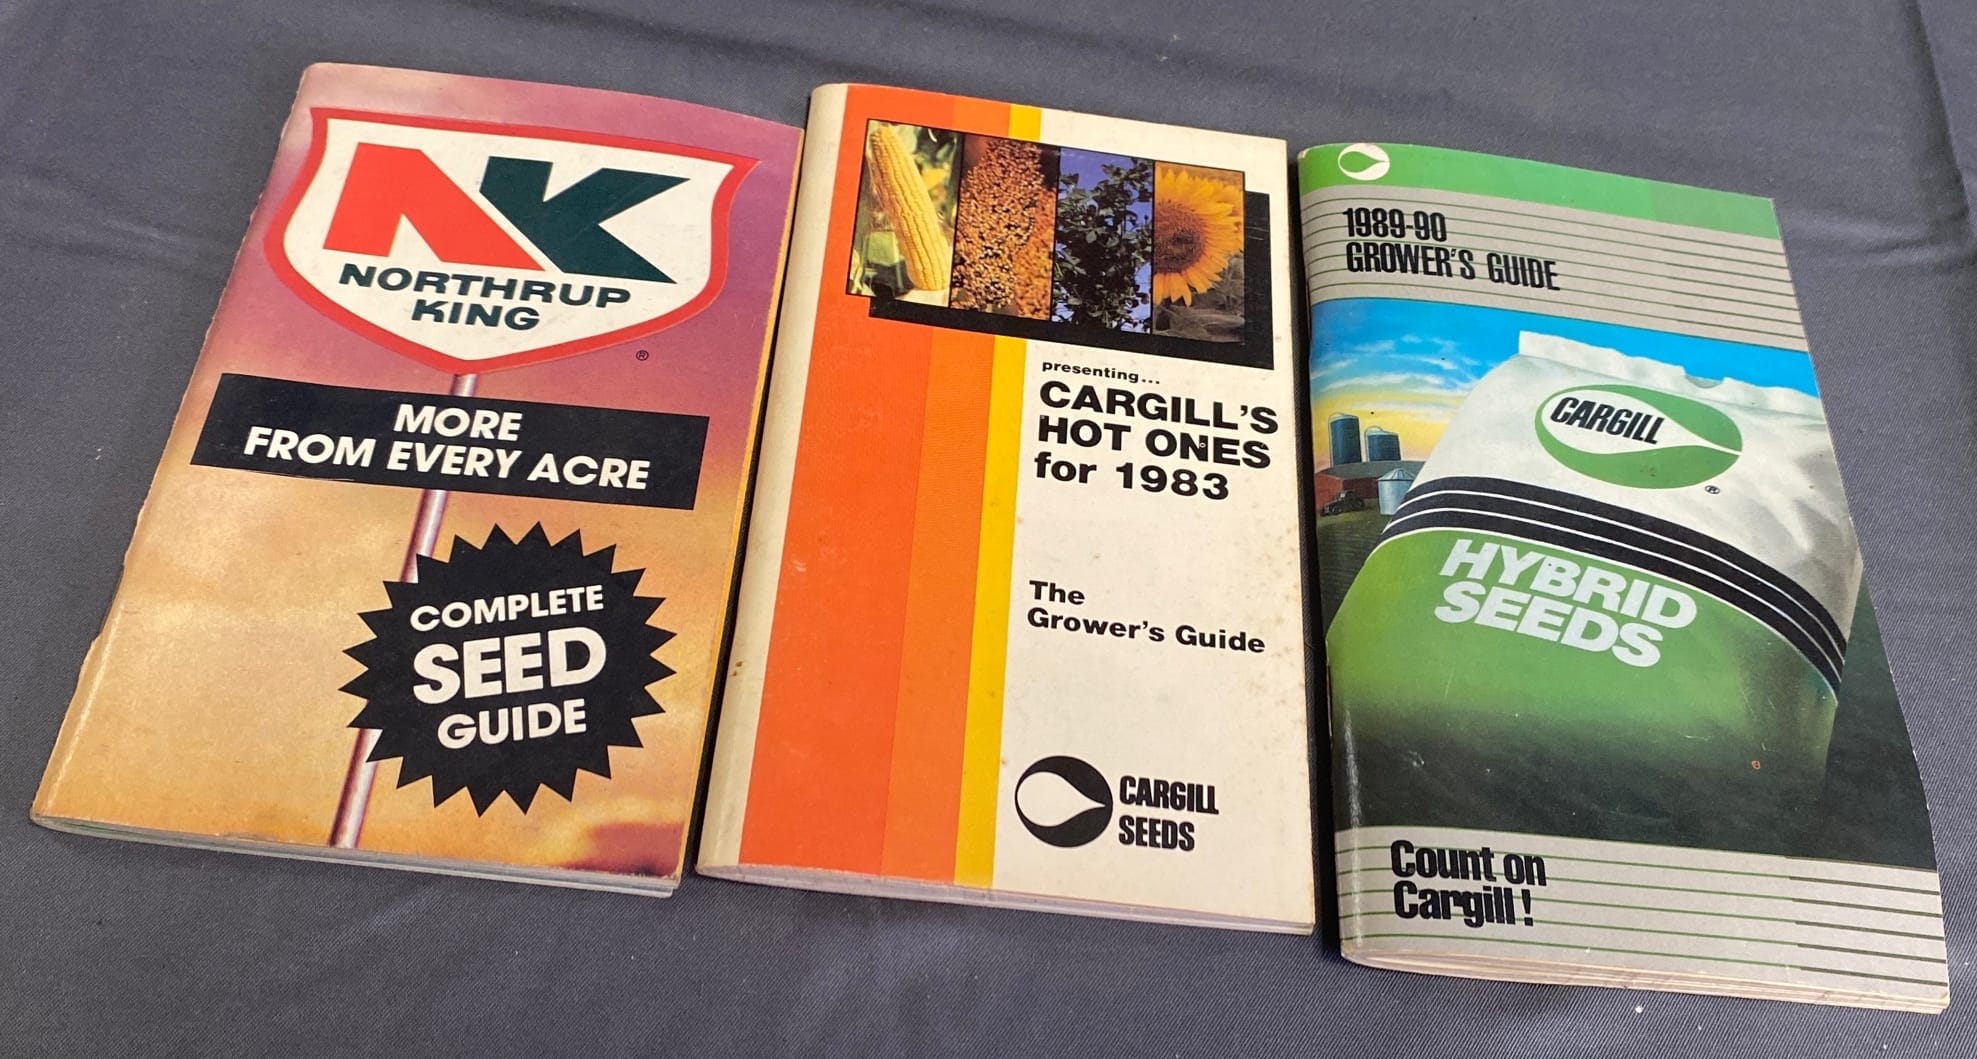 NK
NORTHRUP
KING
®
MORE
FROM EVERY ACRE
COMPLETE
SEED
GUIDE
presenting...
CARGILL'S
HOT ONES
for 1983
The
Grower's Guide
CARGILL
SEEDS
1989-90
GROWER'S GUIDE
CARGILL
®
HYBRID
SEEDS
Count on
Cargill!